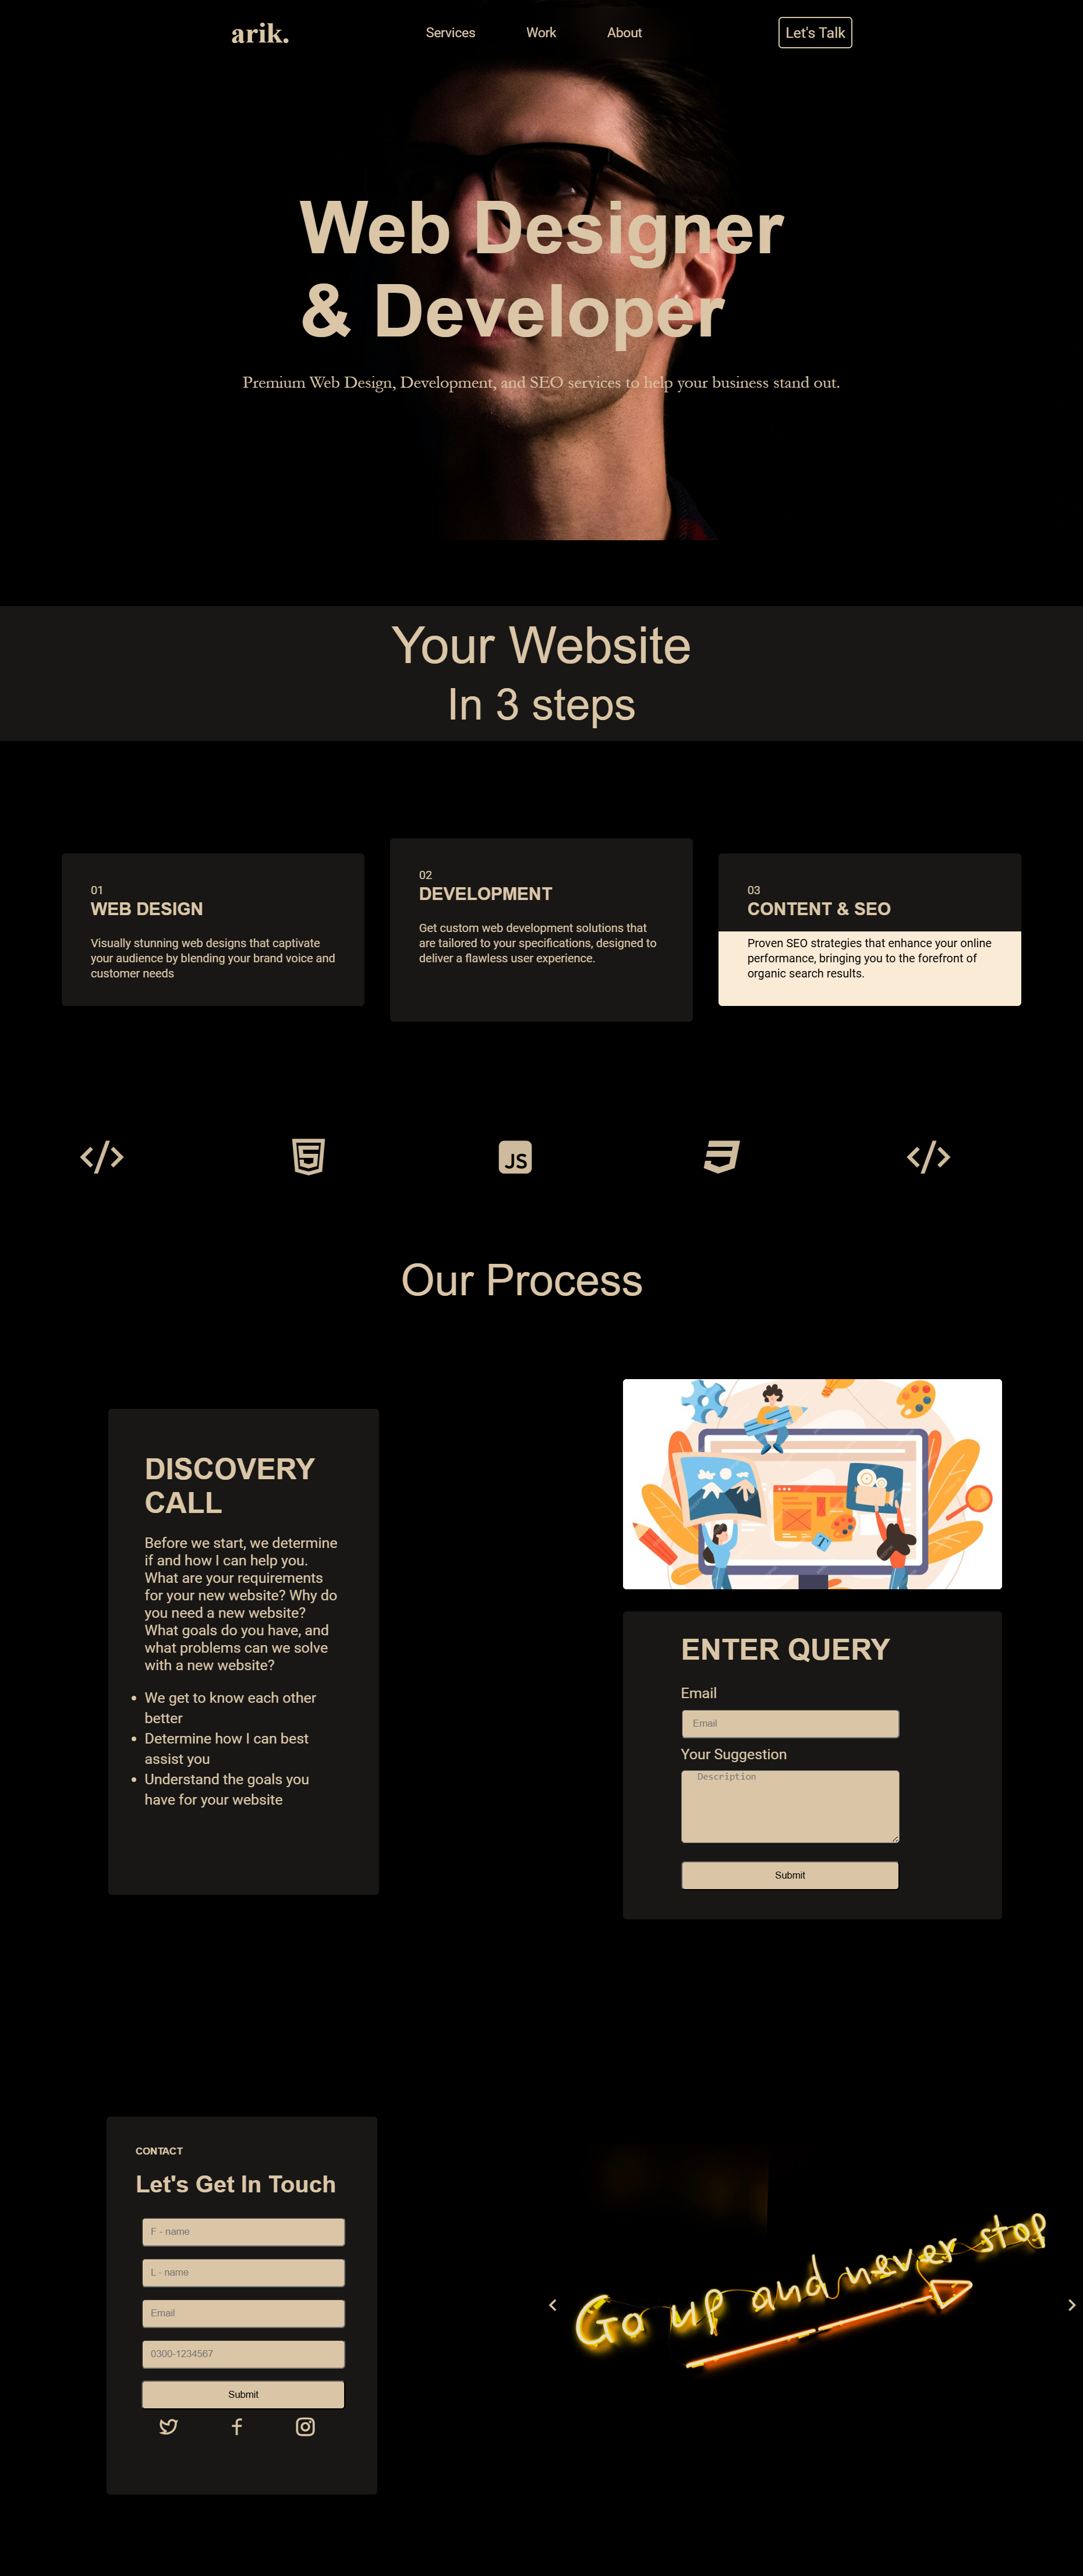 arik.
Services
Work
About
Let's Talk
Web Designer
& Developer
Premium Web Design, Development, and SEO services to help your business stand out.
Your Website
In 3 steps
01
WEB DESIGN
Visually stunning web designs that captivate
your audience by blending your brand voice and
customer needs
02
DEVELOPMENT
Get custom web development solutions that
are tailored to your specifications, designed to
deliver a flawless user experience.
03
CONTENT & SEO
Proven SEO strategies that enhance your online
performance, bringing you to the forefront of
organic search results.
JS
Our Process
DISCOVERY
CALL
Before we start, we determine
if and how I can help you.
What are your requirements
for your new website? Why do
you need a new website?
What goals do you have, and
what problems can we solve
with a new website?
We get to know each other
better
Determine how I can best
assist you
Understand the goals you
have for your website
T
ENTER QUERY
Email
Email
Your Suggestion
Description
Submit
CONTACT
Let's Get In Touch
F - name
L - name
Email
0300-1234567
Submit
Go up and never stop